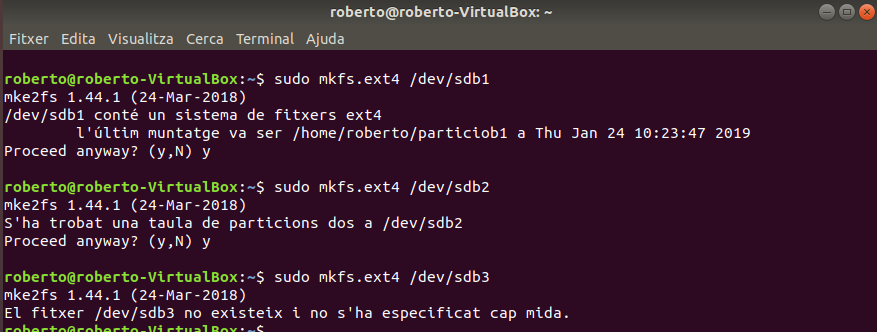 roberto@roberto-VirtualBox: ~
Fitxer Edita Visualitza Cerca Terminal Ajuda
roberto@roberto-VirtualBox:~$ sudo mkfs.ext4 /dev/sdb1
mke2fs 1.44.1 (24-Mar-2018)
/dev/sdb1 conté un sistema de fitxers ext4
l'últim muntatge va ser /home/roberto/particiob1 a Thu Jan 24 10:23:47 2019
Proceed anyway? (y,N) y
roberto@roberto-VirtualBox:~$ sudo mkfs.ext4 /dev/sdb2
mke2fs 1.44.1 (24-Mar-2018)
S'ha trobat una taula de particions dos a /dev/sdb2
Proceed anyway? (y,N) y
roberto@roberto-VirtualBox:~$ sudo mkfs.ext4 /dev/sdb3
mke2fs 1.44.1 (24-Mar-2018)
El fitxer /dev/sdb3 no existeix i no s'ha especificat cap mida.
roberto@roberto-VirtualBox:~$